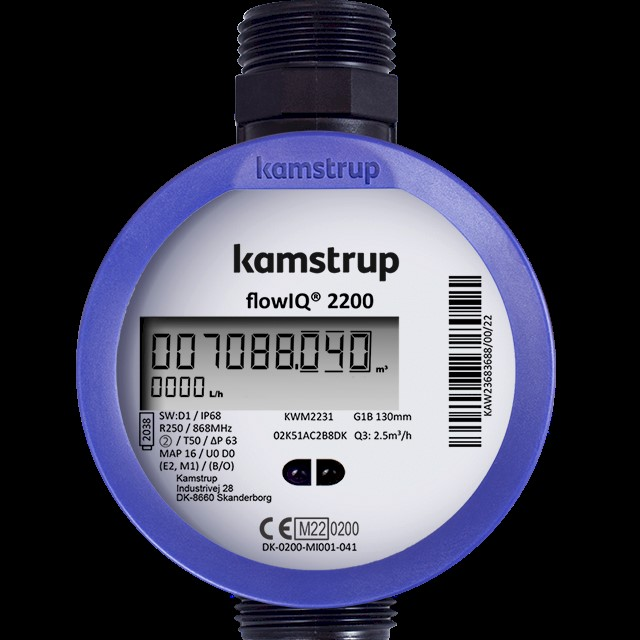 kamstrup
kamstrup
flowIQ® 2200
007088.040 m³
0000 L/h
KAW23683688/00/22
2038
SW:D1 / IP68
R250 / 868MHz
② / T50 / ΔP 63
MAP 16 / U0 D0
(E2, M1) / (B/O)
Kamstrup
Industrivej 28
DK-8660 Skanderborg
KWM2231 G1B 130mm
02K51AC2B8DK Q3: 2.5m³/h
CE M22 0200
DK-0200-MI001-041